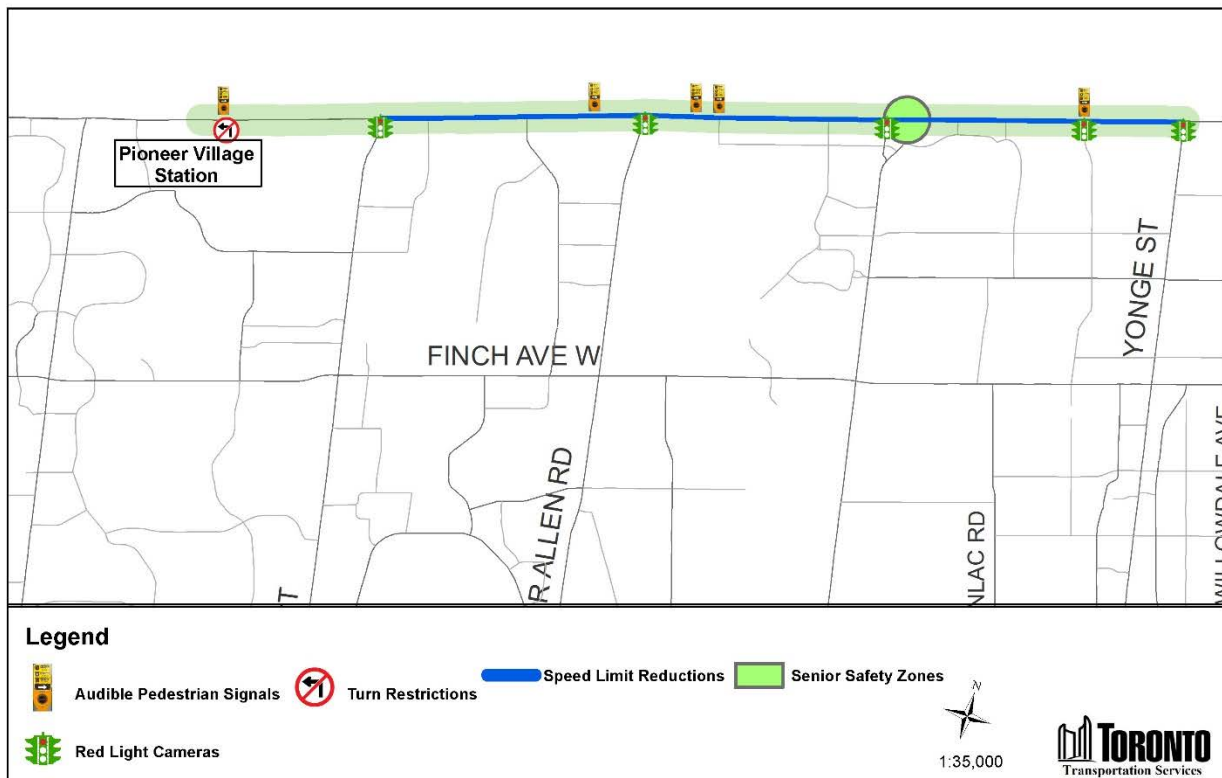 Pioneer Village
Station
YONGE ST
FINCH AVE W
R ALLEN RD
NLAC RD
WILLOWDALE AVE
T
Legend
Audible Pedestrian Signals
Turn Restrictions
Speed Limit Reductions
Senior Safety Zones
Red Light Cameras
N
1:35,000
TORONTO
Transportation Services